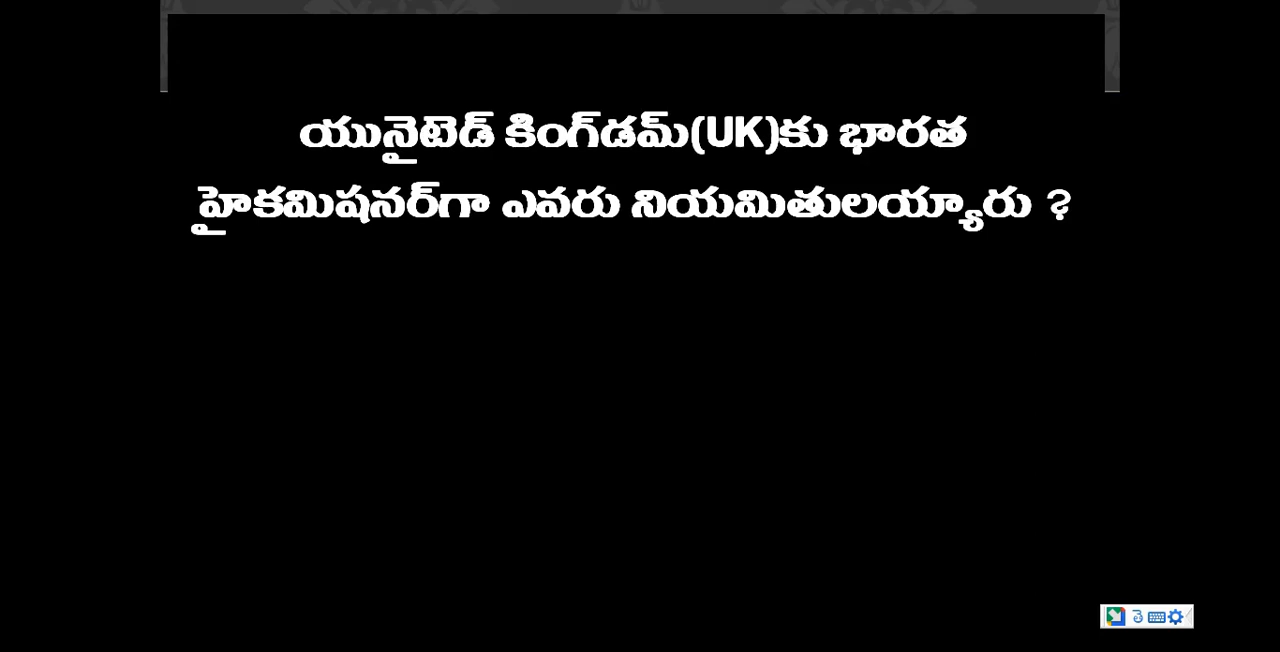 యునైటెడ్ కింగ్‌డమ్(UK)కు భారత
హైకమిషనర్‌గా ఎవరు నియమితులయ్యారు ?
తె